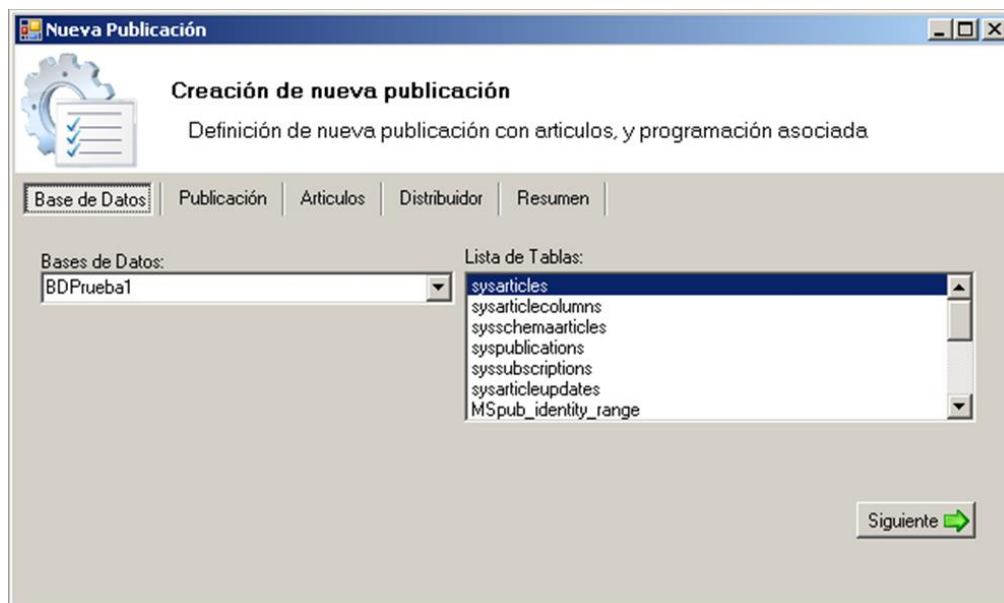 Nueva Publicación
Creación de nueva publicación
Definición de nueva publicación con articulos, y programación asociada
Base de Datos
Publicación
Articulos
Distribuidor
Resumen
Bases de Datos:
BDPrueba1
Lista de Tablas:
sysarticles
sysarticlecolumns
sysschemaarticles
syspublications
syssubscriptions
sysarticleupdates
MSpub_identity_range
Siguiente